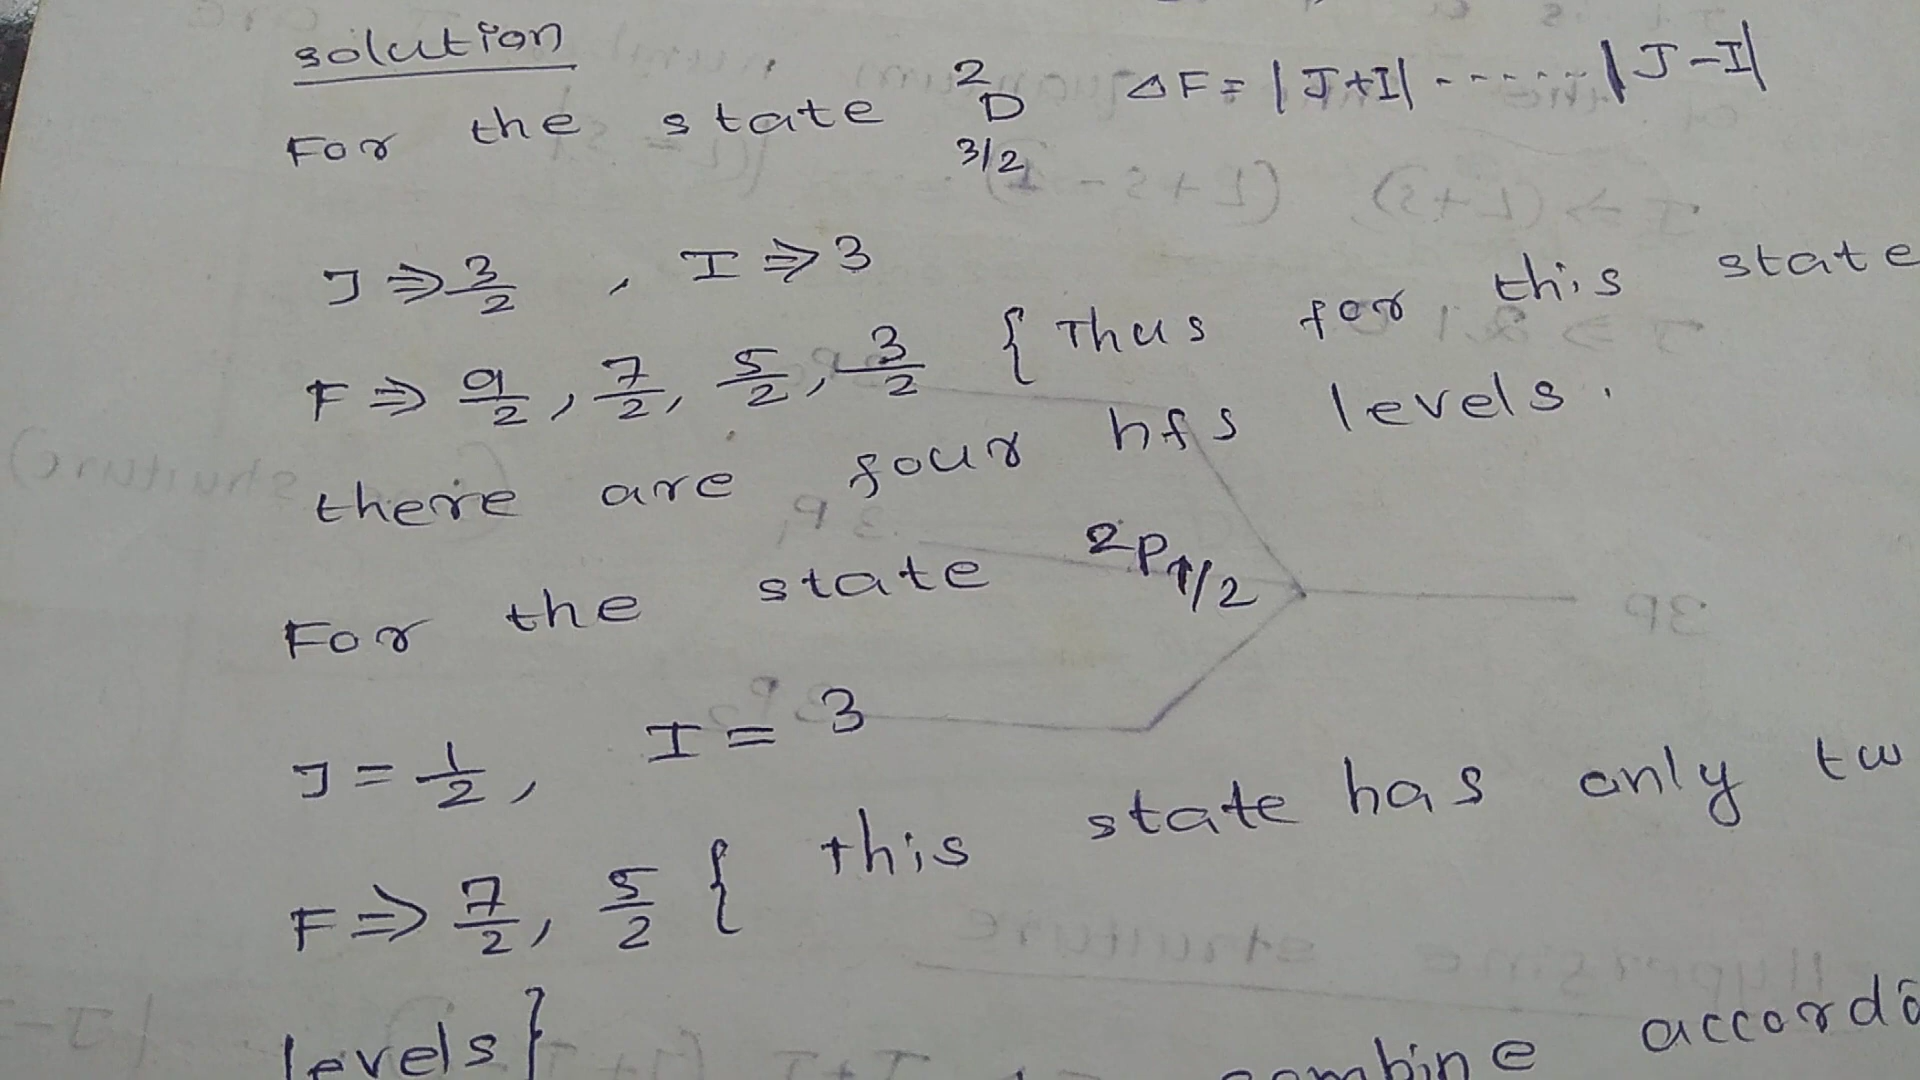 solution
For the state ²D₃/₂ ΔF = |J+I| ------- |J-I|
J ⇒ 3/2 , I ⇒ 3
F ⇒ 9/2, 7/2, 5/2, 3/2 { Thus for this state
there are four hfs levels.
For the state ²P₁/₂
J = 1/2, I = 3
F ⇒ 7/2, 5/2 { this state has only tw
levels}
combine